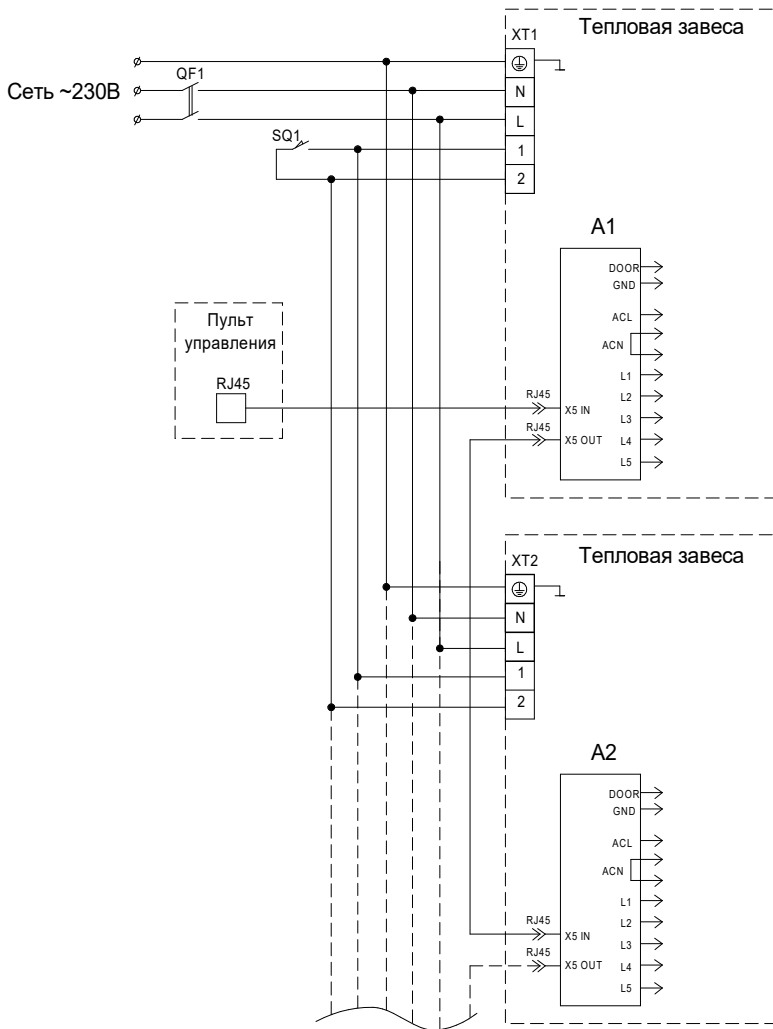 Тепловая завеса
XT1
QF1
Сеть ~230В
N
L
SQ1
1
2
A1
DOOR
GND
ACL
ACN
L1
L2
L3
L4
L5
Пульт
управления
RJ45
RJ45
X5 IN
RJ45
X5 OUT
Тепловая завеса
XT2
N
L
1
2
A2
DOOR
GND
ACL
ACN
L1
L2
L3
L4
L5
RJ45
X5 IN
RJ45
X5 OUT